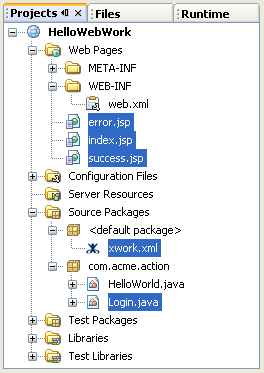 Projects Files Runtime
HelloWebWork
Web Pages
META-INF
WEB-INF
web.xml
error.jsp
index.jsp
success.jsp
Configuration Files
Server Resources
Source Packages
<default package>
xwork.xml
com.acme.action
HelloWorld.java
Login.java
Test Packages
Libraries
Test Libraries